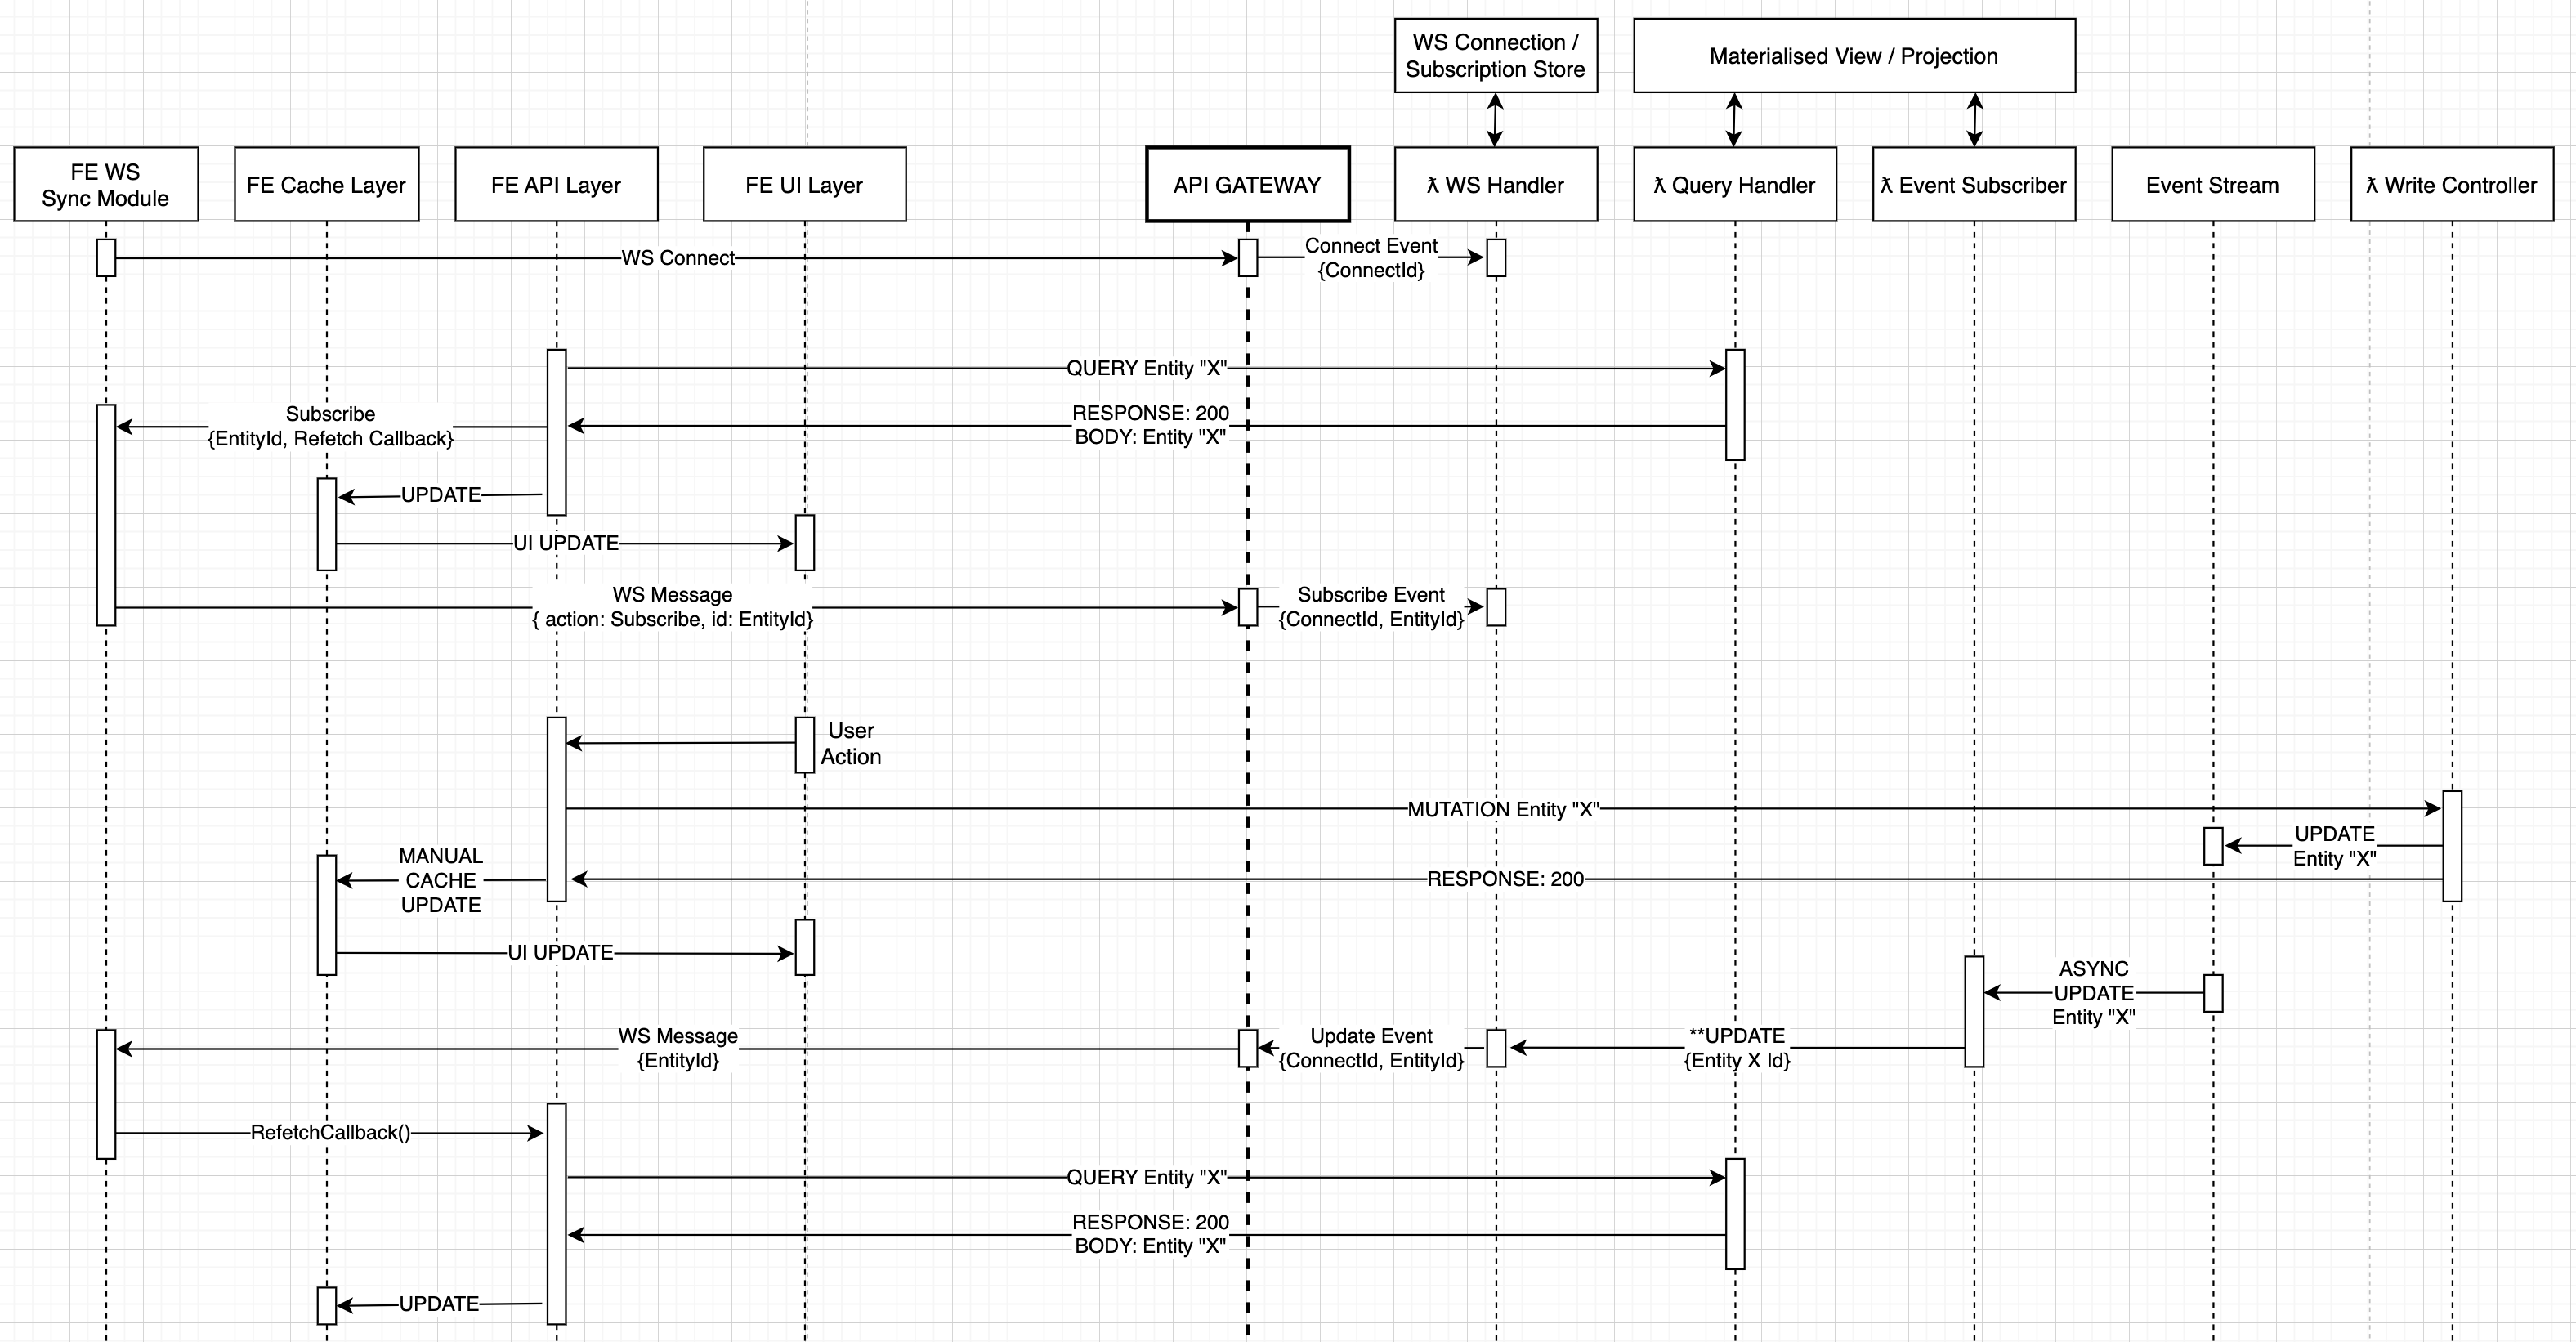 WS Connection /
Subscription Store
Materialised View / Projection
FE WS
Sync Module
FE Cache Layer
FE API Layer
FE UI Layer
API GATEWAY
ƛ WS Handler
ƛ Query Handler
ƛ Event Subscriber
Event Stream
ƛ Write Controller
WS Connect
Connect Event
{ConnectId}
QUERY Entity "X"
Subscribe
{EntityId, Refetch Callback}
RESPONSE: 200
BODY: Entity "X"
UPDATE
UI UPDATE
WS Message
{ action: Subscribe, id: EntityId}
Subscribe Event
{ConnectId, EntityId}
User
Action
MUTATION Entity "X"
UPDATE
Entity "X"
MANUAL
CACHE
UPDATE
RESPONSE: 200
UI UPDATE
ASYNC
UPDATE
Entity "X"
WS Message
{EntityId}
Update Event
{ConnectId, EntityId}
**UPDATE
{Entity X Id}
RefetchCallback()
QUERY Entity "X"
RESPONSE: 200
BODY: Entity "X"
UPDATE